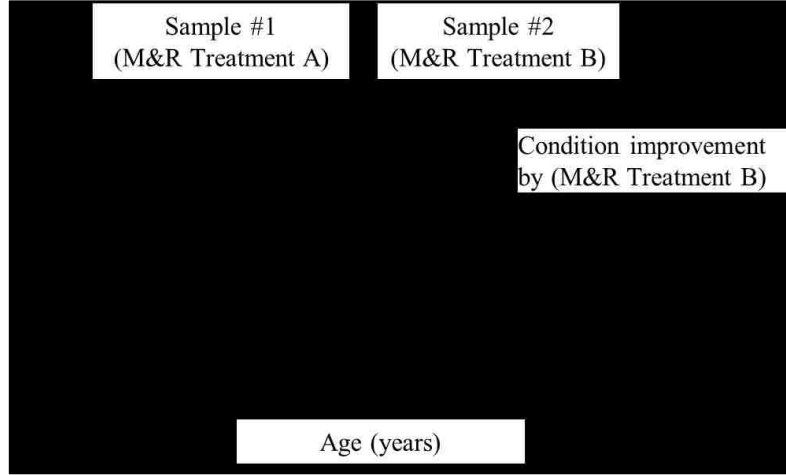 Sample #1
(M&R Treatment A)
Sample #2
(M&R Treatment B)
Condition improvement
by (M&R Treatment B)
Age (years)